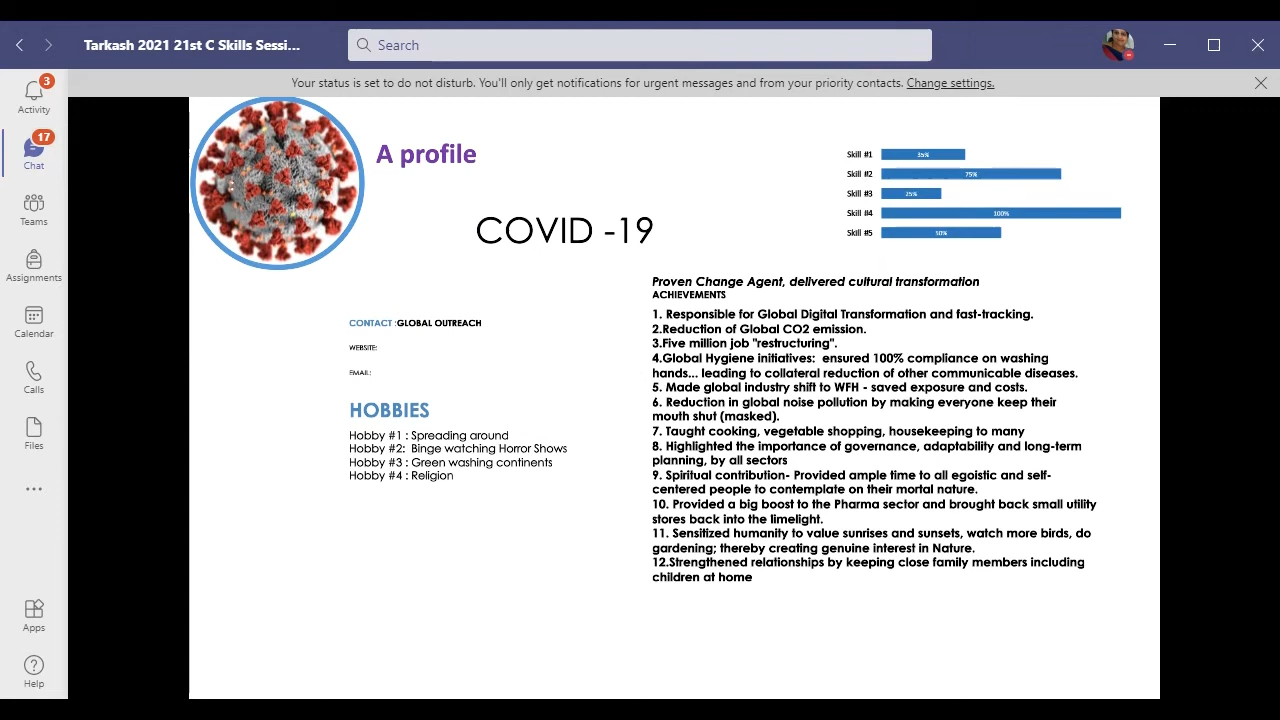 Tarkash 2021 21st C Skills Sessi...
Search
Your status is set to do not disturb. You'll only get notifications for urgent messages and from your priority contacts. Change settings.
3
Activity
17
Chat
Teams
Assignments
Calendar
Calls
Files
Apps
Help
A profile
COVID -19
Skill #1 35%
Skill #2 75%
Skill #3 25%
Skill #4 100%
Skill #5 50%
CONTACT :GLOBAL OUTREACH
WEBSITE:
EMAIL:
HOBBIES
Hobby #1 : Spreading around
Hobby #2: Binge watching Horror Shows
Hobby #3 : Green washing continents
Hobby #4 : Religion
Proven Change Agent, delivered cultural transformation
ACHIEVEMENTS
1. Responsible for Global Digital Transformation and fast-tracking.
2.Reduction of Global CO2 emission.
3.Five million job "restructuring".
4.Global Hygiene initiatives: ensured 100% compliance on washing
hands... leading to collateral reduction of other communicable diseases.
5. Made global industry shift to WFH - saved exposure and costs.
6. Reduction in global noise pollution by making everyone keep their
mouth shut (masked).
7. Taught cooking, vegetable shopping, housekeeping to many
8. Highlighted the importance of governance, adaptability and long-term
planning, by all sectors
9. Spiritual contribution- Provided ample time to all egoistic and self-
centered people to contemplate on their mortal nature.
10. Provided a big boost to the Pharma sector and brought back small utility
stores back into the limelight.
11. Sensitized humanity to value sunrises and sunsets, watch more birds, do
gardening; thereby creating genuine interest in Nature.
12.Strengthened relationships by keeping close family members including
children at home